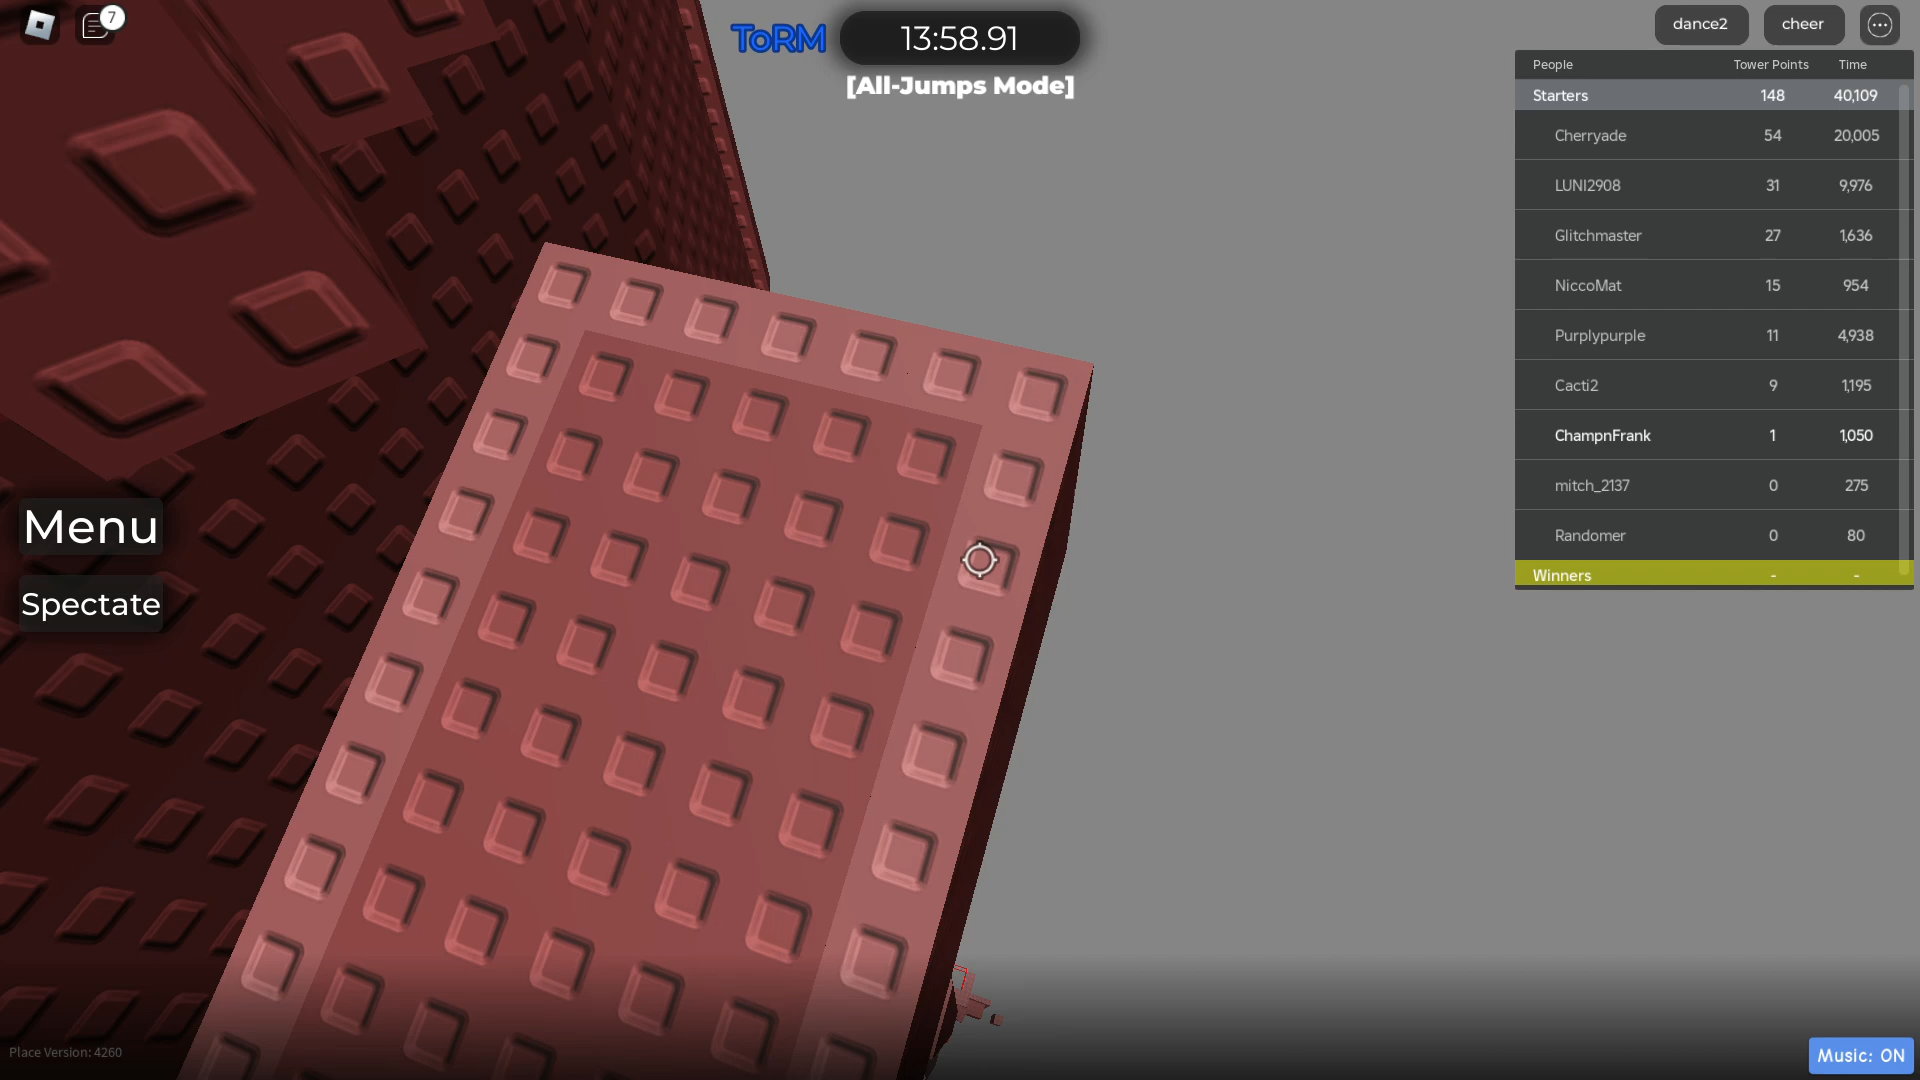 7
ToRM 13:58.91
[All-Jumps Mode]
dance2 cheer
People Tower Points Time
Starters 148 40,109
Cherryade 54 20,005
LUNI2908 31 9,976
Glitchmaster 27 1,636
NiccoMat 15 954
Purplypurple 11 4,938
Cacti2 9 1,195
ChampnFrank 1 1,050
mitch_2137 0 275
Randomer 0 80
Winners - -
Menu
Spectate
Place Version: 4260
Music: ON